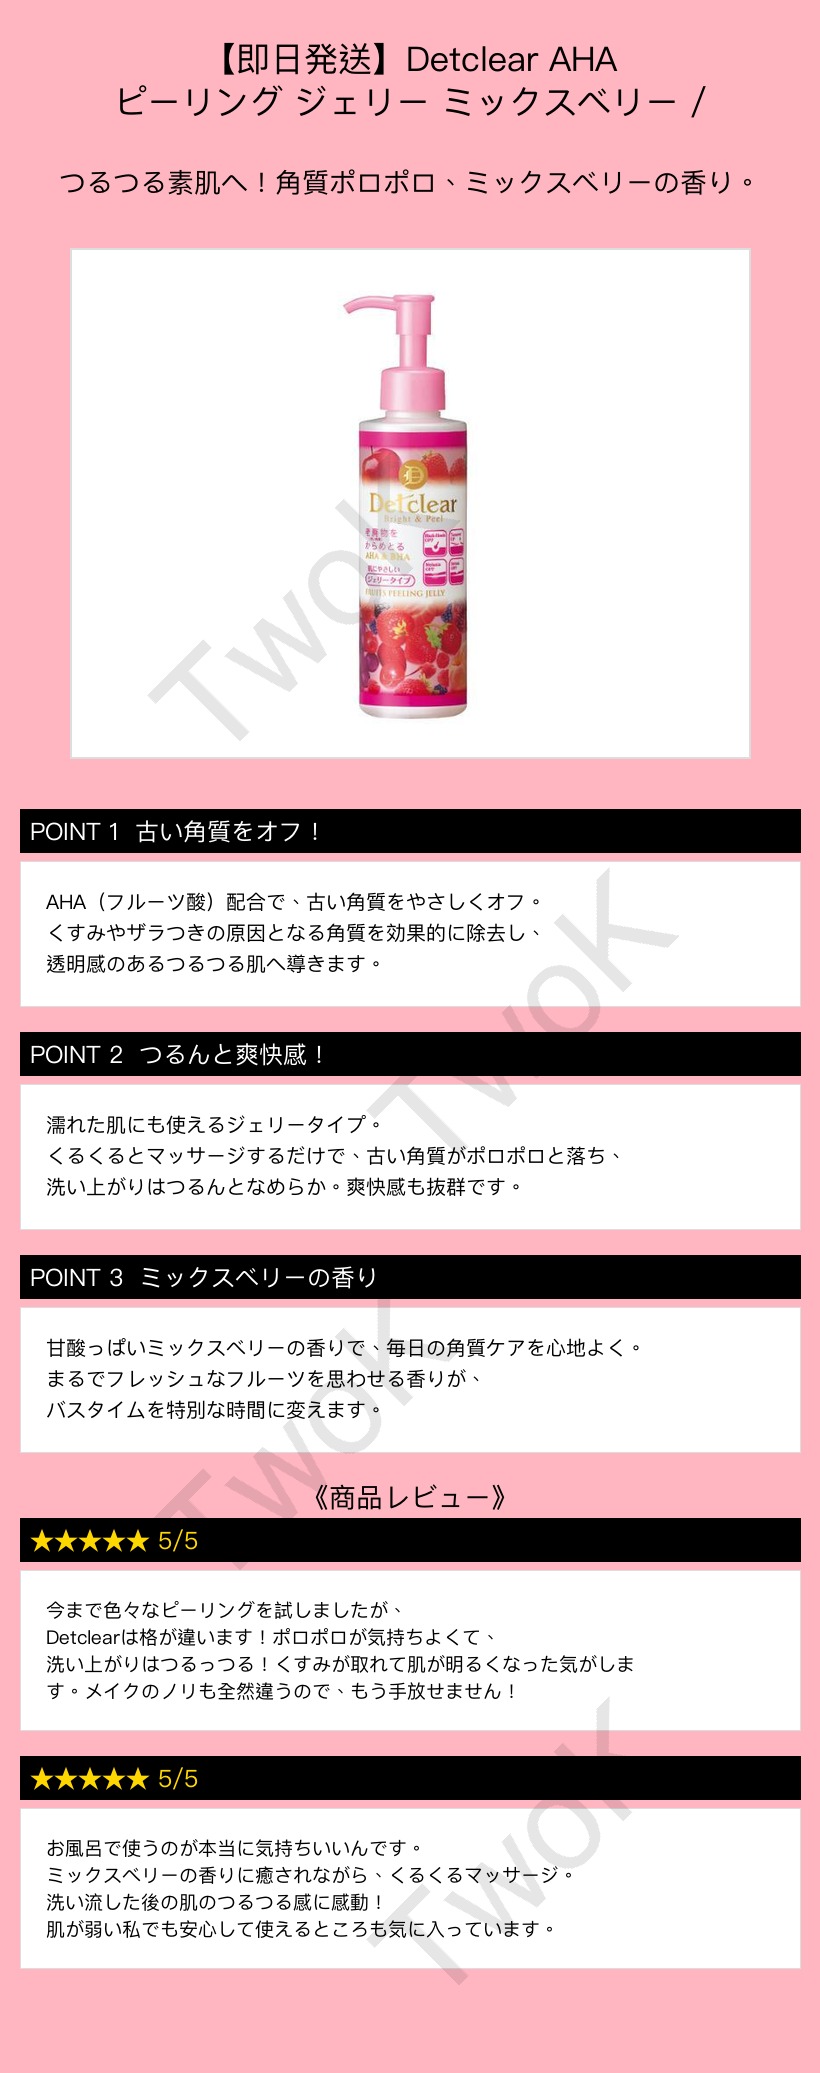 【即日発送】Detclear AHA
ピーリング ジェリー ミックスベリー /
つるつる素肌へ！角質ポロポロ、ミックスベリーの香り。
Detclear
Bright & Peel
老廃物を
からめとる
AHA & BHA
肌にやさしい
ジェリータイプ
FRUITS PEELING JELLY
TwoK
POINT 1 古い角質をオフ！
AHA（フルーツ酸）配合で、古い角質をやさしくオフ。
くすみやザラつきの原因となる角質を効果的に除去し、
透明感のあるつるつる肌へ導きます。
TwoK
POINT 2 つるんと爽快感！
濡れた肌にも使えるジェリータイプ。
くるくるとマッサージするだけで、古い角質がポロポロと落ち、
洗い上がりはつるんとなめらか。爽快感も抜群です。
POINT 3 ミックスベリーの香り
甘酸っぱいミックスベリーの香りで、毎日の角質ケアを心地よく。
まるでフレッシュなフルーツを思わせる香りが、
バスタイムを特別な時間に変えます。
TwoK
《商品レビュー》
★★★★★ 5/5
今まで色々なピーリングを試しましたが、
Detclearは格が違います！ポロポロが気持ちよくて、
洗い上がりはつるっつる！くすみが取れて肌が明るくなった気がしま
す。メイクのノリも全然違うので、もう手放せません！
★★★★★ 5/5
お風呂で使うのが本当に気持ちいいんです。
ミックスベリーの香りに癒されながら、くるくるマッサージ。
洗い流した後の肌のつるつる感に感動！
肌が弱い私でも安心して使えるところも気に入っています。
TwoK